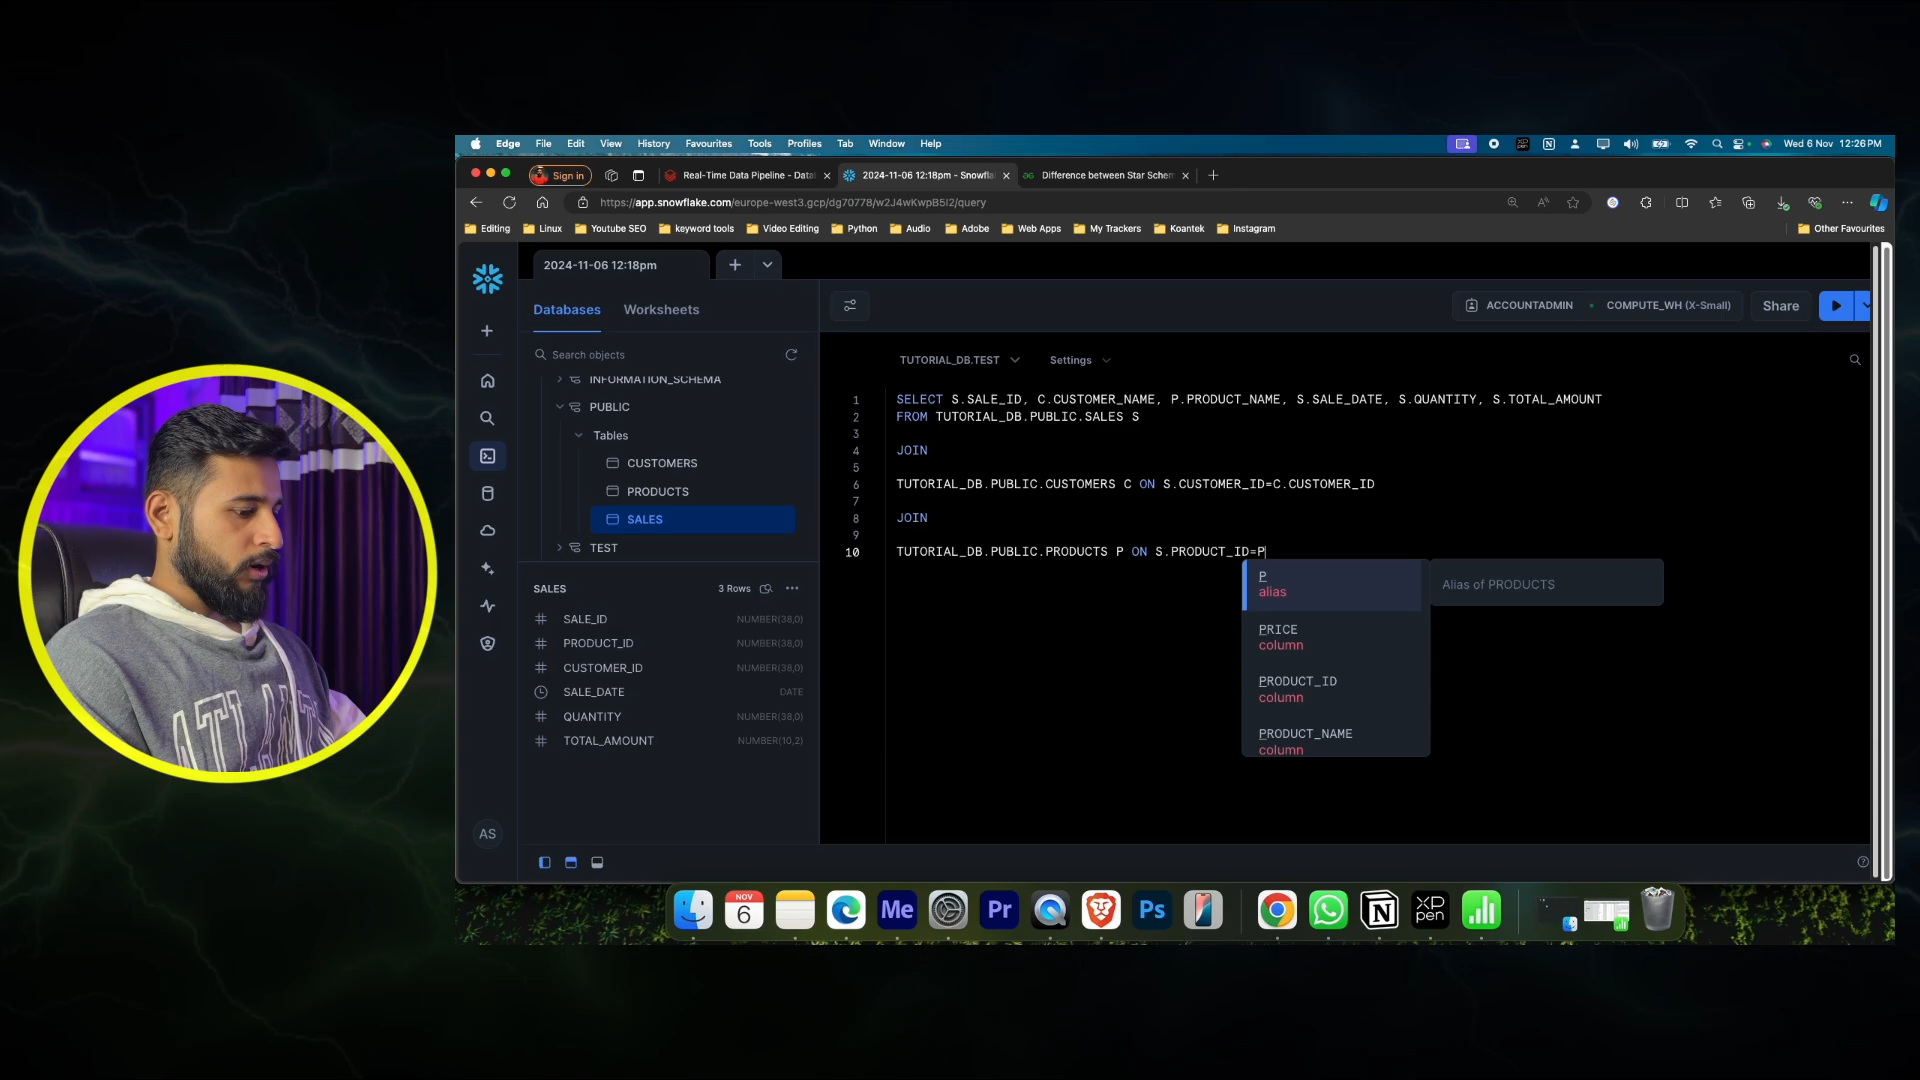 Edge File Edit View History Favourites Tools Profiles Tab Window Help
Wed 6 Nov 12:26 PM
Sign in
Real-Time Data Pipeline - Data
2024-11-06 12:18pm - Snowfla
Difference between Star Schem
https://app.snowflake.com/europe-west3.gcp/dg70778/w2J4wKwpB5I2/query
Editing Linux Youtube SEO keyword tools Video Editing Python Audio Adobe Web Apps My Trackers Koantek Instagram Other Favourites
2024-11-06 12:18pm
Databases Worksheets
ACCOUNTADMIN COMPUTE_WH (X-Small) Share
Search objects
TUTORIAL_DB.TEST Settings
INFORMATION_SCHEMA
PUBLIC
Tables
CUSTOMERS
PRODUCTS
SALES
TEST
1 SELECT S.SALE_ID, C.CUSTOMER_NAME, P.PRODUCT_NAME, S.SALE_DATE, S.QUANTITY, S.TOTAL_AMOUNT
2 FROM TUTORIAL_DB.PUBLIC.SALES S
3
4 JOIN
5
6 TUTORIAL_DB.PUBLIC.CUSTOMERS C ON S.CUSTOMER_ID=C.CUSTOMER_ID
7
8 JOIN
9
10 TUTORIAL_DB.PUBLIC.PRODUCTS P ON S.PRODUCT_ID=P
P
alias
Alias of PRODUCTS
PRICE
column
PRODUCT_ID
column
PRODUCT_NAME
column
SALES 3 Rows
SALE_ID NUMBER(38,0)
PRODUCT_ID NUMBER(38,0)
CUSTOMER_ID NUMBER(38,0)
SALE_DATE DATE
QUANTITY NUMBER(38,0)
TOTAL_AMOUNT NUMBER(10,2)
AS
NOV
6
Me
Pr
Ps
N
XP
pen